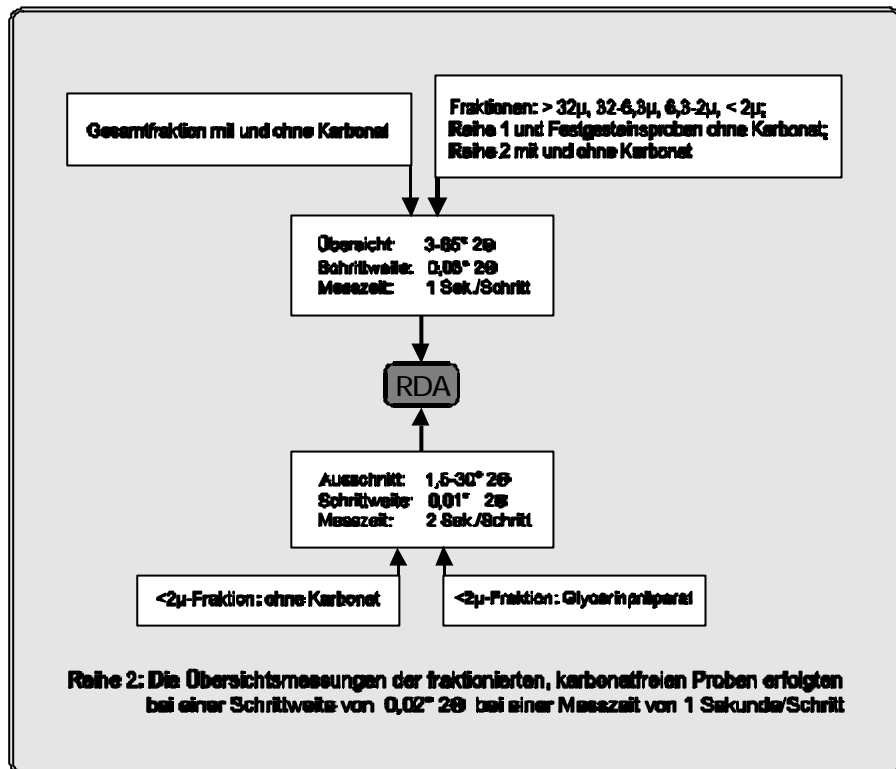 Gesamtfraktion mit und ohne Karbonat
Fraktionen: > 32µ, 32-6,3µ, 6,3-2µ, < 2µ;
Reihe 1 und Festgesteinsproben ohne Karbonat;
Reihe 2 mit und ohne Karbonat
Übersicht: 3-65° 2Θ
Schrittweite: 0,03° 2Θ
Messzeit: 1 Sek./Schritt
RDA
Ausschnitt: 1,5-30° 2Θ
Schrittweite: 0,01° 2Θ
Messzeit: 2 Sek./Schritt
<2µ-Fraktion: ohne Karbonat
<2µ-Fraktion: Glycerinpräparat
Reihe 2: Die Übersichtsmessungen der fraktionierten, karbonatfreien Proben erfolgten
bei einer Schrittweite von 0,02° 2Θ bei einer Messzeit von 1 Sekunde/Schritt